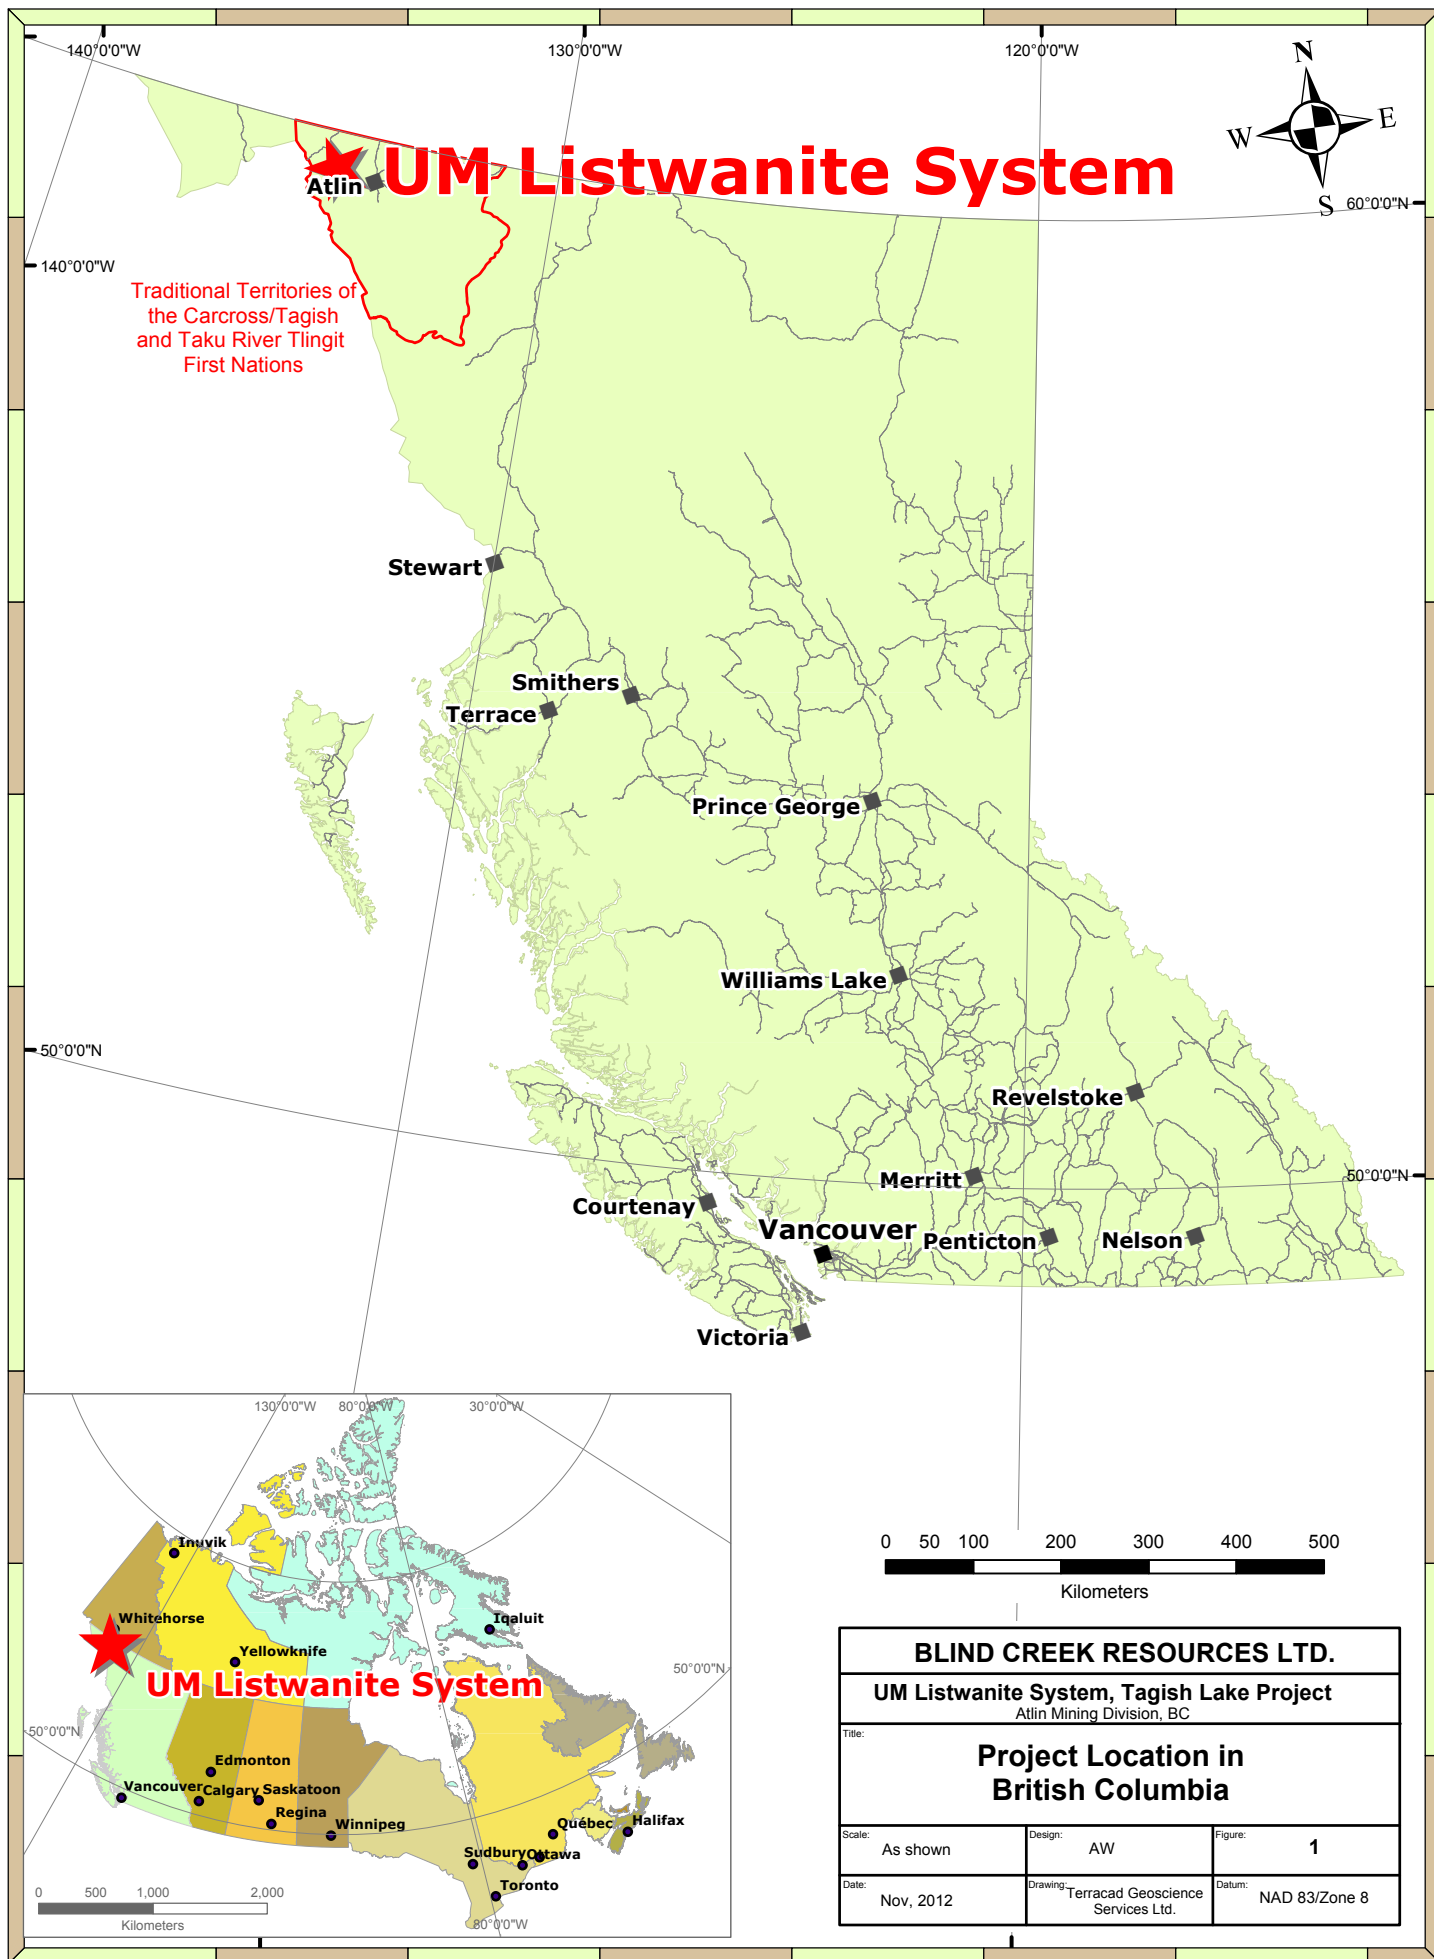 140°0'0"W
130°0'0"W
120°0'0"W
N
W
E
S
60°0'0"N
UM Listwanite System
Atlin
140°0'0"W
Traditional Territories of
the Carcross/Tagish
and Taku River Tlingit
First Nations
Stewart
Smithers
Terrace
Prince George
Williams Lake
50°0'0"N
Revelstoke
Merritt
50°0'0"N
Courtenay
Vancouver
Penticton
Nelson
Victoria
130°0'0"W
80°0'0"W
30°0'0"W
Inuvik
Whitehorse
Iqaluit
Yellowknife
UM Listwanite System
50°0'0"N
50°0'0"N
Edmonton
Vancouver
Calgary
Saskatoon
Regina
Winnipeg
Québec
Halifax
Sudbury
Ottawa
Toronto
80°0'0"W
0 500 1,000 2,000
Kilometers
0 50 100 200 300 400 500
Kilometers
BLIND CREEK RESOURCES LTD.
UM Listwanite System, Tagish Lake Project
Atlin Mining Division, BC
Title:
Project Location in
British Columbia
Scale:
As shown
Design:
AW
Figure:
1
Date:
Nov, 2012
Drawing:
Terracad Geoscience
Services Ltd.
Datum:
NAD 83/Zone 8